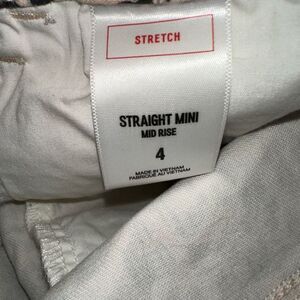 STRETCH
STRAIGHT MINI
MID RISE
4
MADE IN VIETNAM
FABRIQUÉ AU VIETNAM